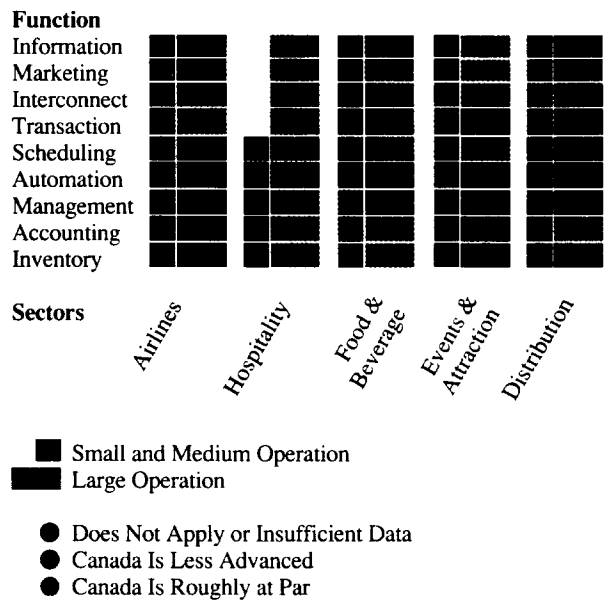 Function
Information
Marketing
Interconnect
Transaction
Scheduling
Automation
Management
Accounting
Inventory
Sectors
Airlines
Hospitality
Food &
Beverage
Events &
Attraction
Distribution
Small and Medium Operation
Large Operation
Does Not Apply or Insufficient Data
Canada Is Less Advanced
Canada Is Roughly at Par